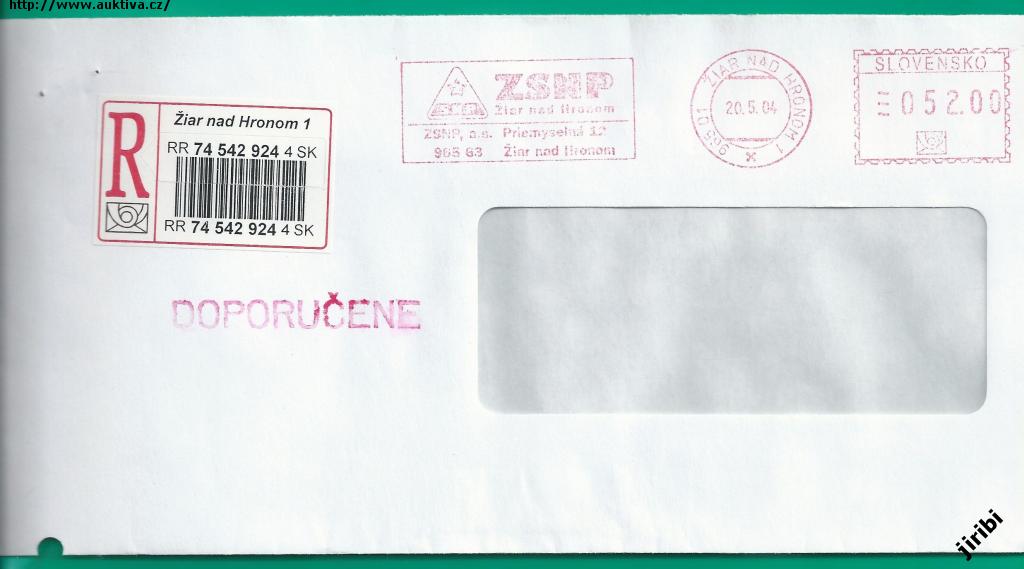 http://www.auktiva.cz/
ZSNP
Žiar nad Hronom
ZSNP, a.s. Priemyselná 12
965 63 Žiar nad Hronom
ŽIAR NAD HRONOM 1
965 01
20.5.04
SLOVENSKO
052.00
R
Žiar nad Hronom 1
RR 74 542 924 4 SK
RR 74 542 924 4 SK
DOPORUČENE
jiribi